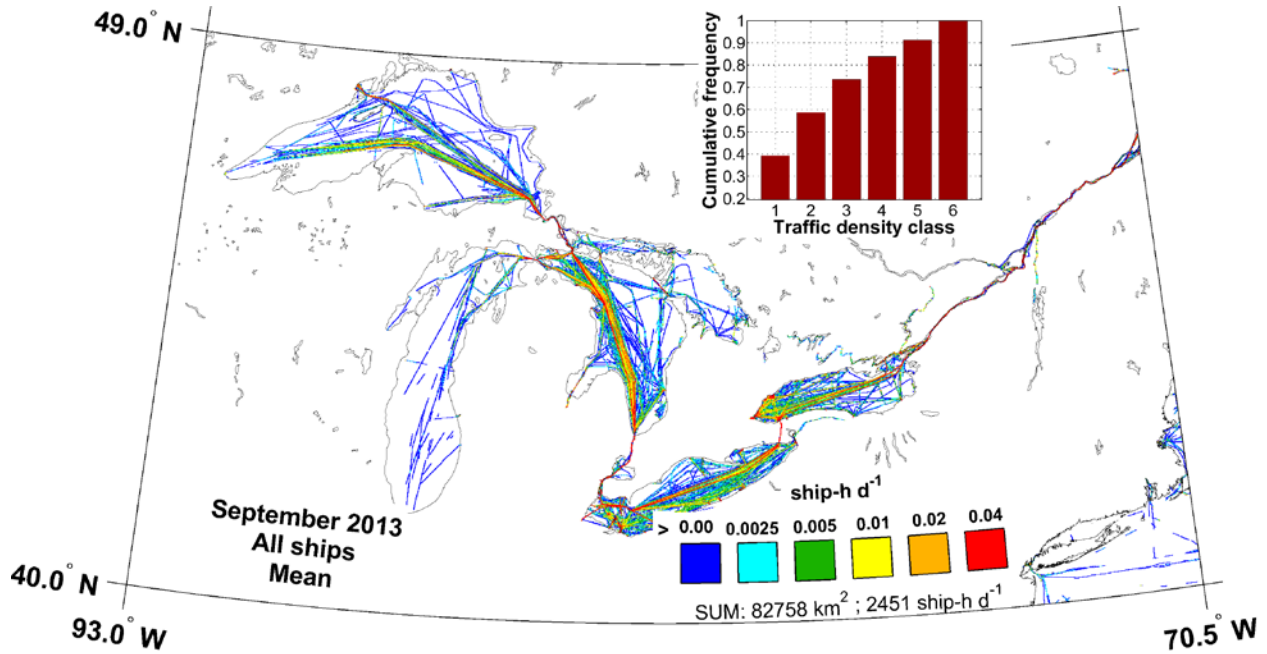 49.0° N
1
0.9
0.8
0.7
0.6
0.5
0.4
0.3
0.2
Cumulative frequency
1 2 3 4 5 6
Traffic density class
ship-h d⁻¹
> 0.00 0.0025 0.005 0.01 0.02 0.04
SUM: 82758 km² ; 2451 ship-h d⁻¹
September 2013
All ships
Mean
40.0° N
93.0° W
70.5° W